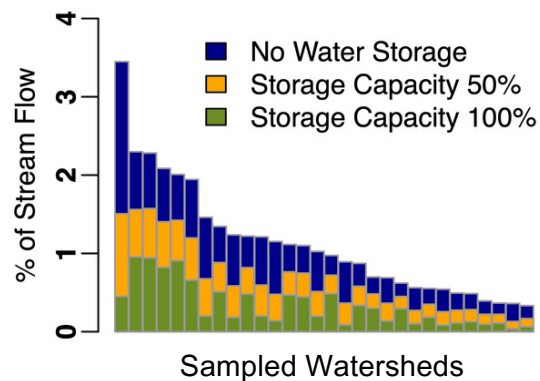 4
3
2
1
0
% of Stream Flow
No Water Storage
Storage Capacity 50%
Storage Capacity 100%
Sampled Watersheds